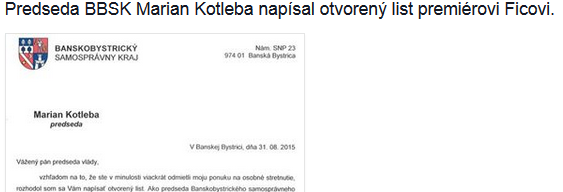 Predseda BBSK Marian Kotleba napísal otvorený list premiérovi Ficovi.
BANSKOBYSTRICKÝ
SAMOSPRÁVNY KRAJ
Nám. SNP 23
974 01 Banská Bystrica
Marian Kotleba
predseda
V Banskej Bystrici, dňa 31. 08. 2015
Vážený pán predseda vlády,
vzhľadom na to, že ste v minulosti viackrát odmietli moju ponuku na osobné stretnutie,
rozhodol som sa Vám napísať otvorený list. Ako predseda Banskobystrického samosprávneho